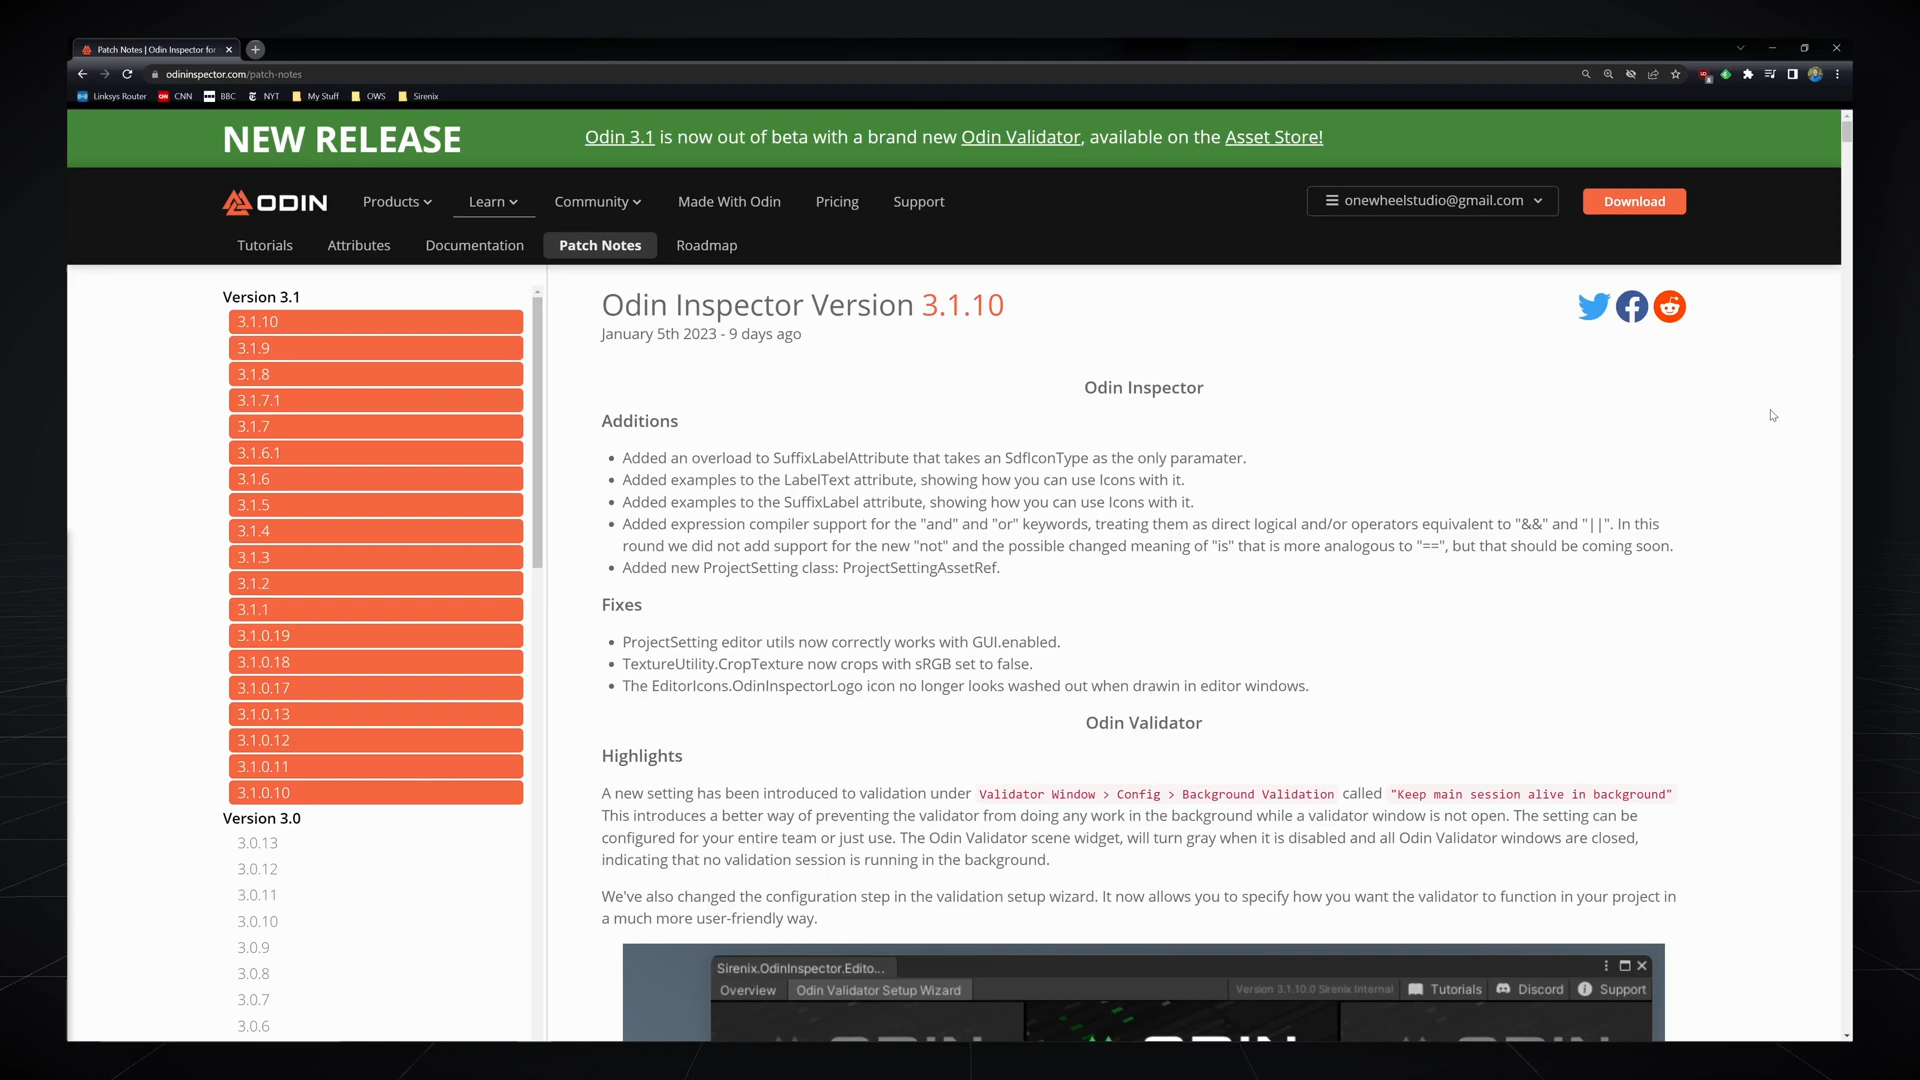 Patch Notes | Odin Inspector for
odininspector.com/patch-notes
Linksys Router CNN BBC NYT My Stuff OWS Sirenix
NEW RELEASE
Odin 3.1 is now out of beta with a brand new Odin Validator, available on the Asset Store!
ODIN Products Learn Community Made With Odin Pricing Support onewheelstudio@gmail.com Download
Tutorials Attributes Documentation Patch Notes Roadmap
Version 3.1
3.1.10
3.1.9
3.1.8
3.1.7.1
3.1.7
3.1.6.1
3.1.6
3.1.5
3.1.4
3.1.3
3.1.2
3.1.1
3.1.0.19
3.1.0.18
3.1.0.17
3.1.0.13
3.1.0.12
3.1.0.11
3.1.0.10
Version 3.0
3.0.13
3.0.12
3.0.11
3.0.10
3.0.9
3.0.8
3.0.7
3.0.6
Odin Inspector Version 3.1.10
January 5th 2023 - 9 days ago
Odin Inspector
Additions
• Added an overload to SuffixLabelAttribute that takes an SdfIconType as the only paramater.
• Added examples to the LabelText attribute, showing how you can use Icons with it.
• Added examples to the SuffixLabel attribute, showing how you can use Icons with it.
• Added expression compiler support for the "and" and "or" keywords, treating them as direct logical and/or operators equivalent to "&&" and "||". In this
round we did not add support for the new "not" and the possible changed meaning of "is" that is more analogous to "==", but that should be coming soon.
• Added new ProjectSetting class: ProjectSettingAssetRef.
Fixes
• ProjectSetting editor utils now correctly works with GUI.enabled.
• TextureUtility.CropTexture now crops with sRGB set to false.
• The EditorIcons.OdinInspectorLogo icon no longer looks washed out when drawin in editor windows.
Odin Validator
Highlights
A new setting has been introduced to validation under Validator Window > Config > Background Validation called "Keep main session alive in background"
This introduces a better way of preventing the validator from doing any work in the background while a validator window is not open. The setting can be
configured for your entire team or just use. The Odin Validator scene widget, will turn gray when it is disabled and all Odin Validator windows are closed,
indicating that no validation session is running in the background.
We've also changed the configuration step in the validation setup wizard. It now allows you to specify how you want the validator to function in your project in
a much more user-friendly way.
Sirenix.OdinInspector.Edito...
Overview Odin Validator Setup Wizard Version 3.1.10.0 Sirenix Internal Tutorials Discord Support
ODIN ODIN ODIN